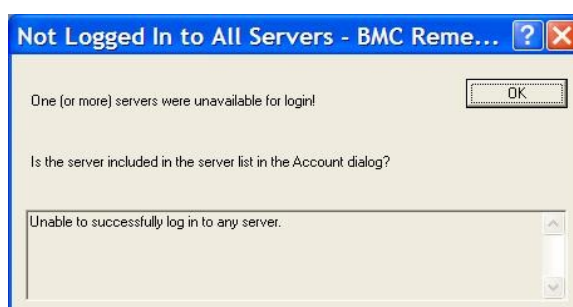 Not Logged In to All Servers - BMC Reme...
One (or more) servers were unavailable for login!
OK
Is the server included in the server list in the Account dialog?
Unable to successfully log in to any server.